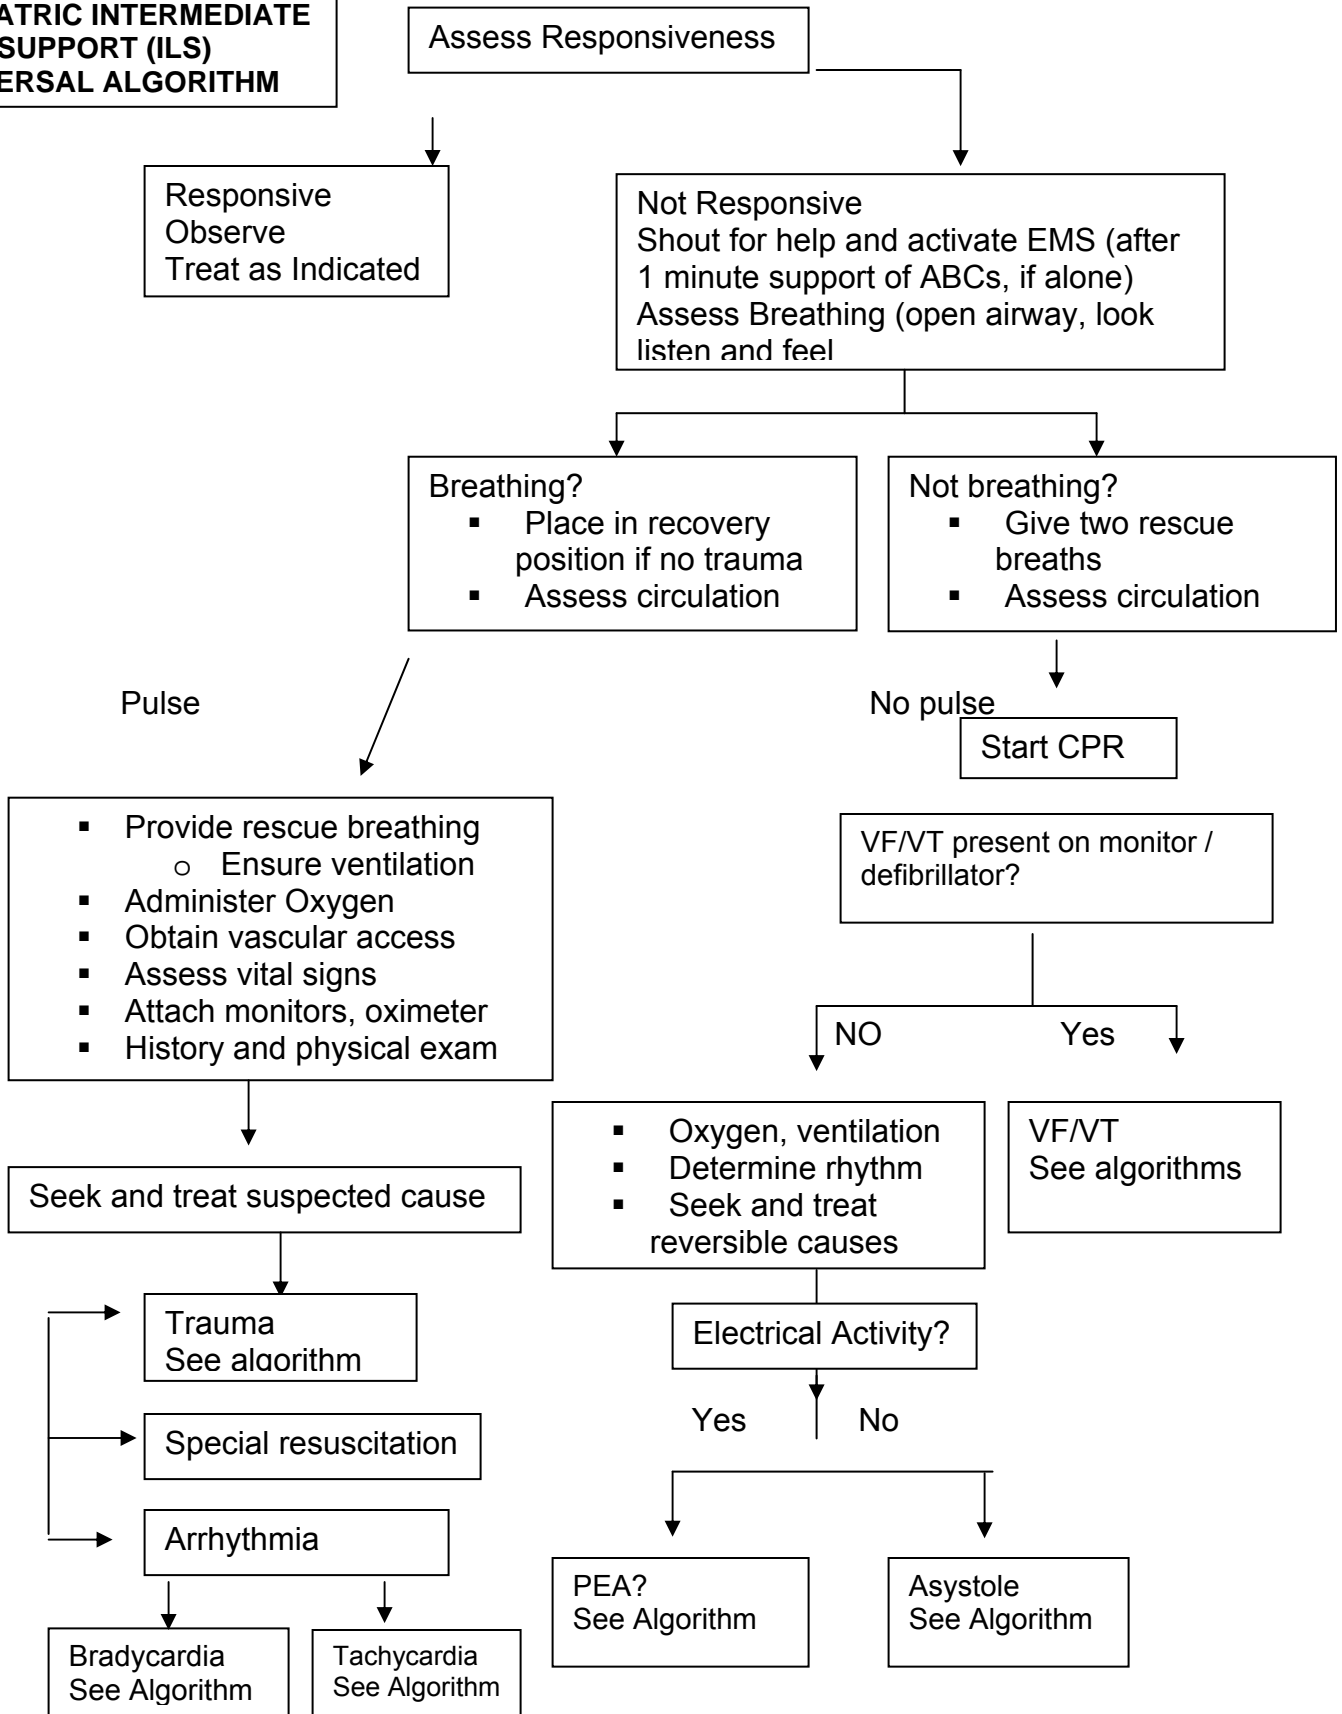 ATRIC INTERMEDIATE
SUPPORT (ILS)
ERSAL ALGORITHM
Assess Responsiveness
Responsive
Observe
Treat as Indicated
Not Responsive
Shout for help and activate EMS (after
1 minute support of ABCs, if alone)
Assess Breathing (open airway, look
listen and feel
Breathing?
▪ Place in recovery
position if no trauma
▪ Assess circulation
Not breathing?
▪ Give two rescue
breaths
▪ Assess circulation
Pulse
No pulse
Start CPR
▪ Provide rescue breathing
o Ensure ventilation
▪ Administer Oxygen
▪ Obtain vascular access
▪ Assess vital signs
▪ Attach monitors, oximeter
▪ History and physical exam
VF/VT present on monitor /
defibrillator?
NO
Yes
▪ Oxygen, ventilation
▪ Determine rhythm
▪ Seek and treat
reversible causes
VF/VT
See algorithms
Seek and treat suspected cause
Trauma
See algorithm
Electrical Activity?
Yes
No
Special resuscitation
Arrhythmia
PEA?
See Algorithm
Asystole
See Algorithm
Bradycardia
See Algorithm
Tachycardia
See Algorithm